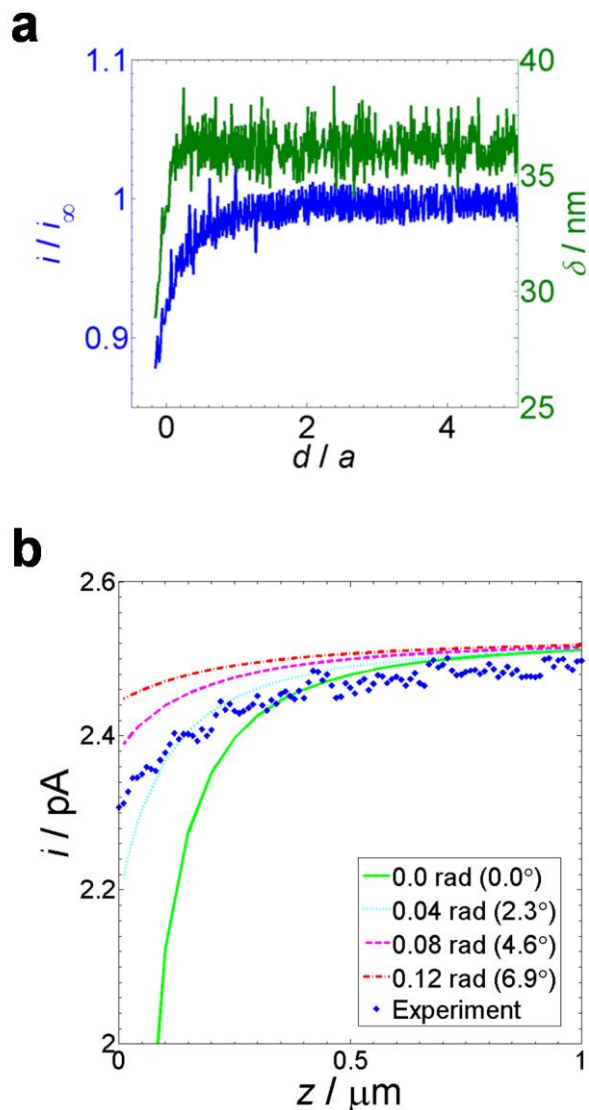 a
1.1
1
0.9
i / i∞
40
35
30
25
δ / nm
0
2
4
d / a
b
2.6
2.4
2.2
2
i / pA
0.0 rad (0.0°)
0.04 rad (2.3°)
0.08 rad (4.6°)
0.12 rad (6.9°)
Experiment
0
0.5
1
z / μm